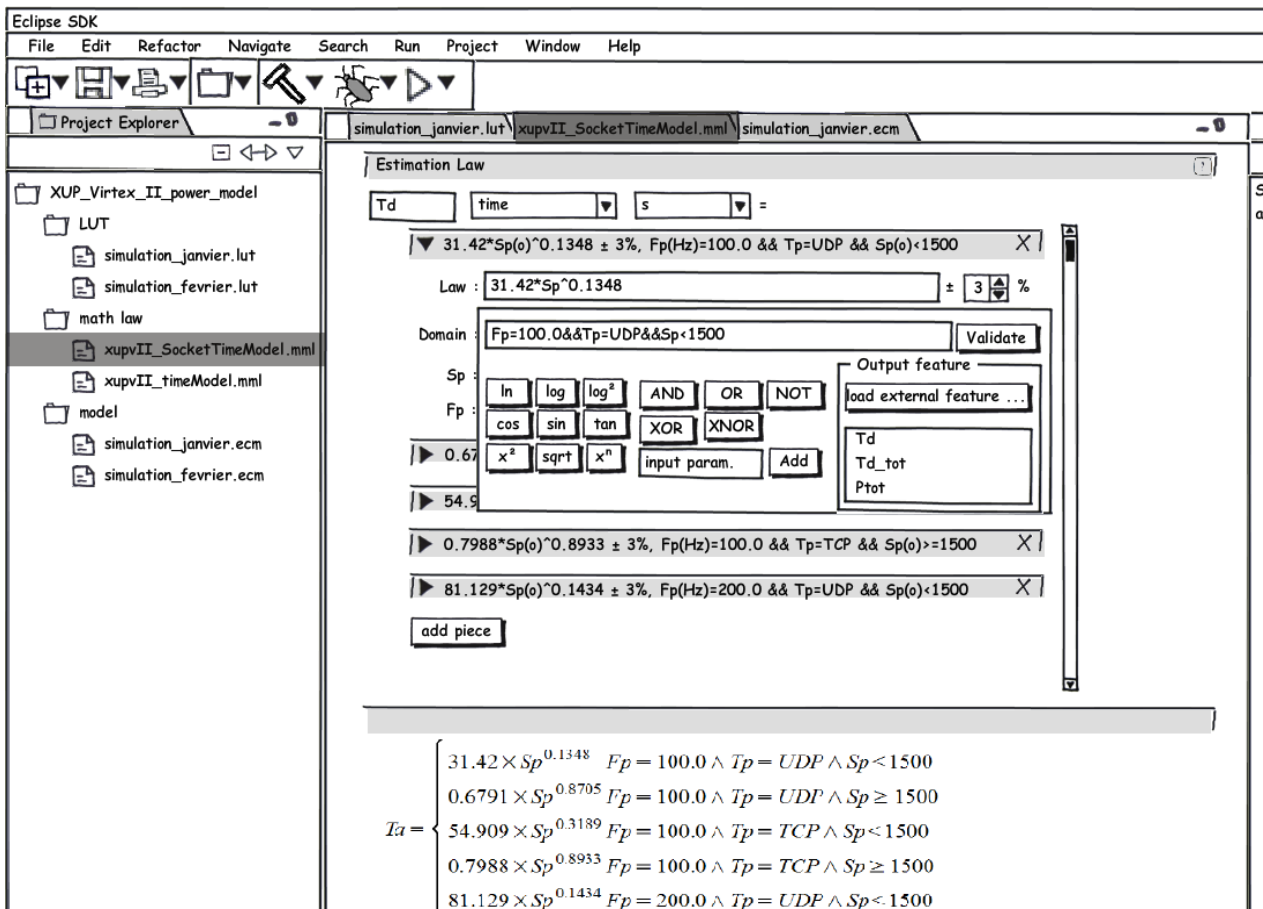 Eclipse SDK
File Edit Refactor Navigate Search Run Project Window Help
Project Explorer
XUP_Virtex_II_power_model
LUT
simulation_janvier.lut
simulation_fevrier.lut
math law
xupvII_SocketTimeModel.mml
xupvII_timeModel.mml
model
simulation_janvier.ecm
simulation_fevrier.ecm
simulation_janvier.lut xupvII_SocketTimeModel.mml simulation_janvier.ecm
Estimation Law ?
Td time s =
31.42*Sp(o)^0.1348 ± 3%, Fp(Hz)=100.0 && Tp=UDP && Sp(o)<1500 X
Law : 31.42*Sp^0.1348 ± 3 %
Domain : Fp=100.0&&Tp=UDP&&Sp<1500 Validate
Sp :
Fp :
ln log log² AND OR NOT
cos sin tan XOR XNOR
x² sqrt xⁿ input param. Add
Output feature
load external feature ...
Td
Td_tot
Ptot
0.67
54.9
0.7988*Sp(o)^0.8933 ± 3%, Fp(Hz)=100.0 && Tp=TCP && Sp(o)>=1500 X
81.129*Sp(o)^0.1434 ± 3%, Fp(Hz)=200.0 && Tp=UDP && Sp(o)<1500 X
add piece
S
a
Ta =
31.42 × Sp^0.1348 Fp = 100.0 ∧ Tp = UDP ∧ Sp < 1500
0.6791 × Sp^0.8705 Fp = 100.0 ∧ Tp = UDP ∧ Sp ≥ 1500
54.909 × Sp^0.3189 Fp = 100.0 ∧ Tp = TCP ∧ Sp < 1500
0.7988 × Sp^0.8933 Fp = 100.0 ∧ Tp = TCP ∧ Sp ≥ 1500
81.129 × Sp^0.1434 Fp = 200.0 ∧ Tp = UDP ∧ Sp < 1500